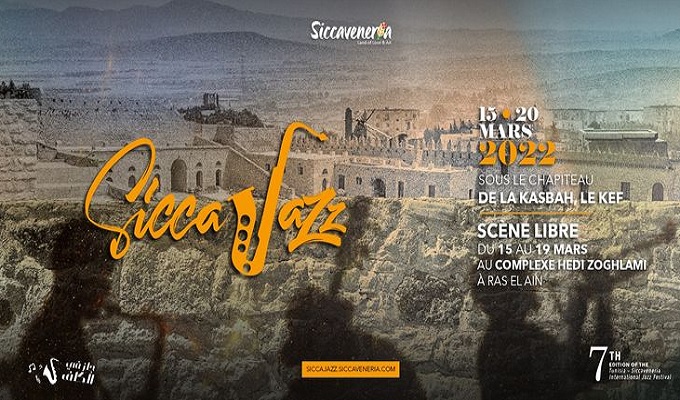 Siccaveneria
Land of Love & Art
Sicca Jazz
15 • 20
MARS
2022
SOUS LE CHAPITEAU
DE LA KASBAH, LE KEF
SCÈNE LIBRE
DU 15 AU 19 MARS
AU COMPLEXE HEDI ZOGHLAMI
À RAS EL AIN
SICCAJAZZ.SICCAVENERIA.COM
7TH
EDITION OF THE
Tunisia - Siccaveneria
International Jazz Festival